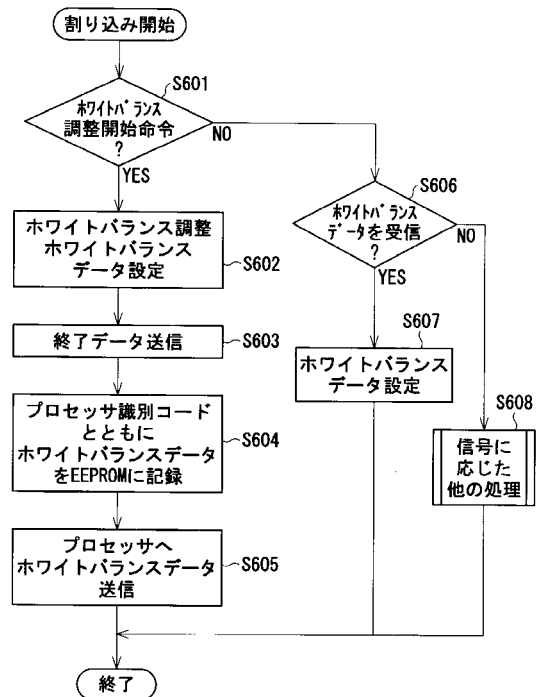 割り込み開始
S601
ホワイトバランス
調整開始命令
?
NO
YES
S606
ホワイトバランス
データを受信
?
NO
YES
ホワイトバランス調整
ホワイトバランス
データ設定
S602
終了データ送信
S603
S607
ホワイトバランス
データ設定
プロセッサ識別コード
とともに
ホワイトバランスデータ
をEEPROMに記録
S604
S608
信号に
応じた
他の処理
プロセッサへ
ホワイトバランスデータ
送信
S605
終了